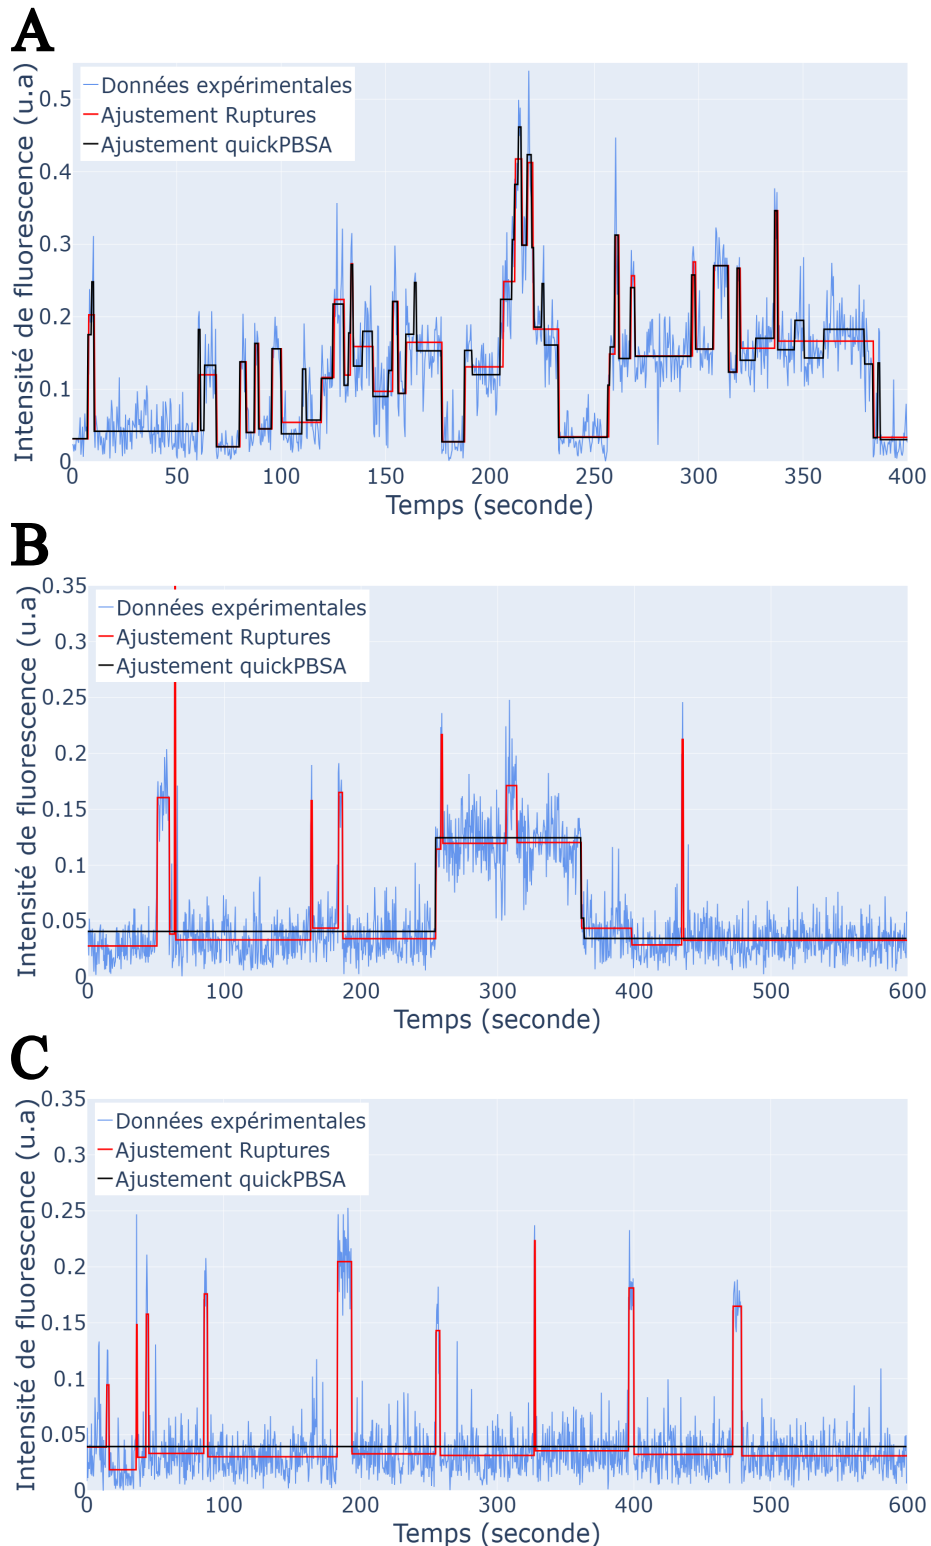 A
Intensité de fluorescence (u.a)
Données expérimentales
Ajustement Ruptures
Ajustement quickPBSA
0.5
0.4
0.3
0.2
0.1
0
0 50 100 150 200 250 300 350 400
Temps (seconde)
B
Intensité de fluorescence (u.a)
Données expérimentales
Ajustement Ruptures
Ajustement quickPBSA
0.35
0.3
0.25
0.2
0.15
0.1
0.05
0
0 100 200 300 400 500 600
Temps (seconde)
C
Intensité de fluorescence (u.a)
Données expérimentales
Ajustement Ruptures
Ajustement quickPBSA
0.35
0.3
0.25
0.2
0.15
0.1
0.05
0
0 100 200 300 400 500 600
Temps (seconde)